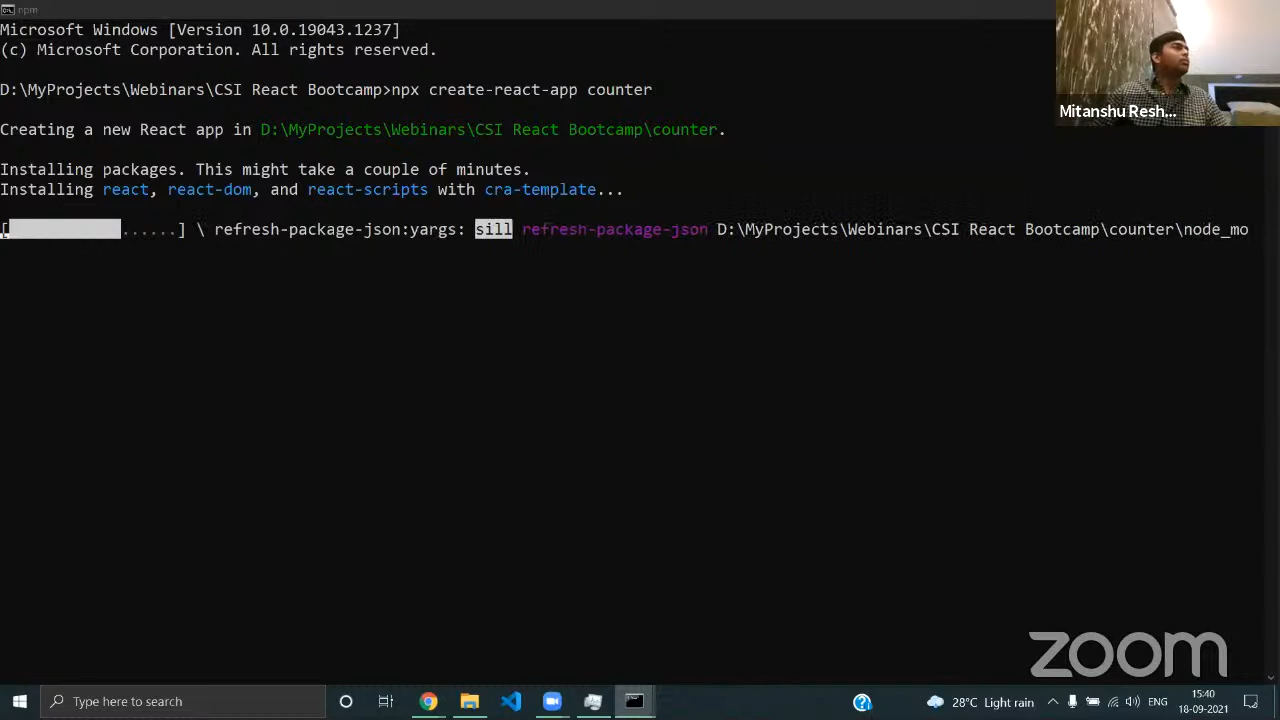 npm
Microsoft Windows [Version 10.0.19043.1237]
(c) Microsoft Corporation. All rights reserved.
D:\MyProjects\Webinars\CSI React Bootcamp>npx create-react-app counter
Creating a new React app in D:\MyProjects\Webinars\CSI React Bootcamp\counter.
Installing packages. This might take a couple of minutes.
Installing react, react-dom, and react-scripts with cra-template...
[ ......] \ refresh-package-json:yargs: sill refresh-package-json D:\MyProjects\Webinars\CSI React Bootcamp\counter\node_mo
Mitanshu Resh...
zoom
Type here to search
28°C Light rain
ENG
15:40
18-09-2021